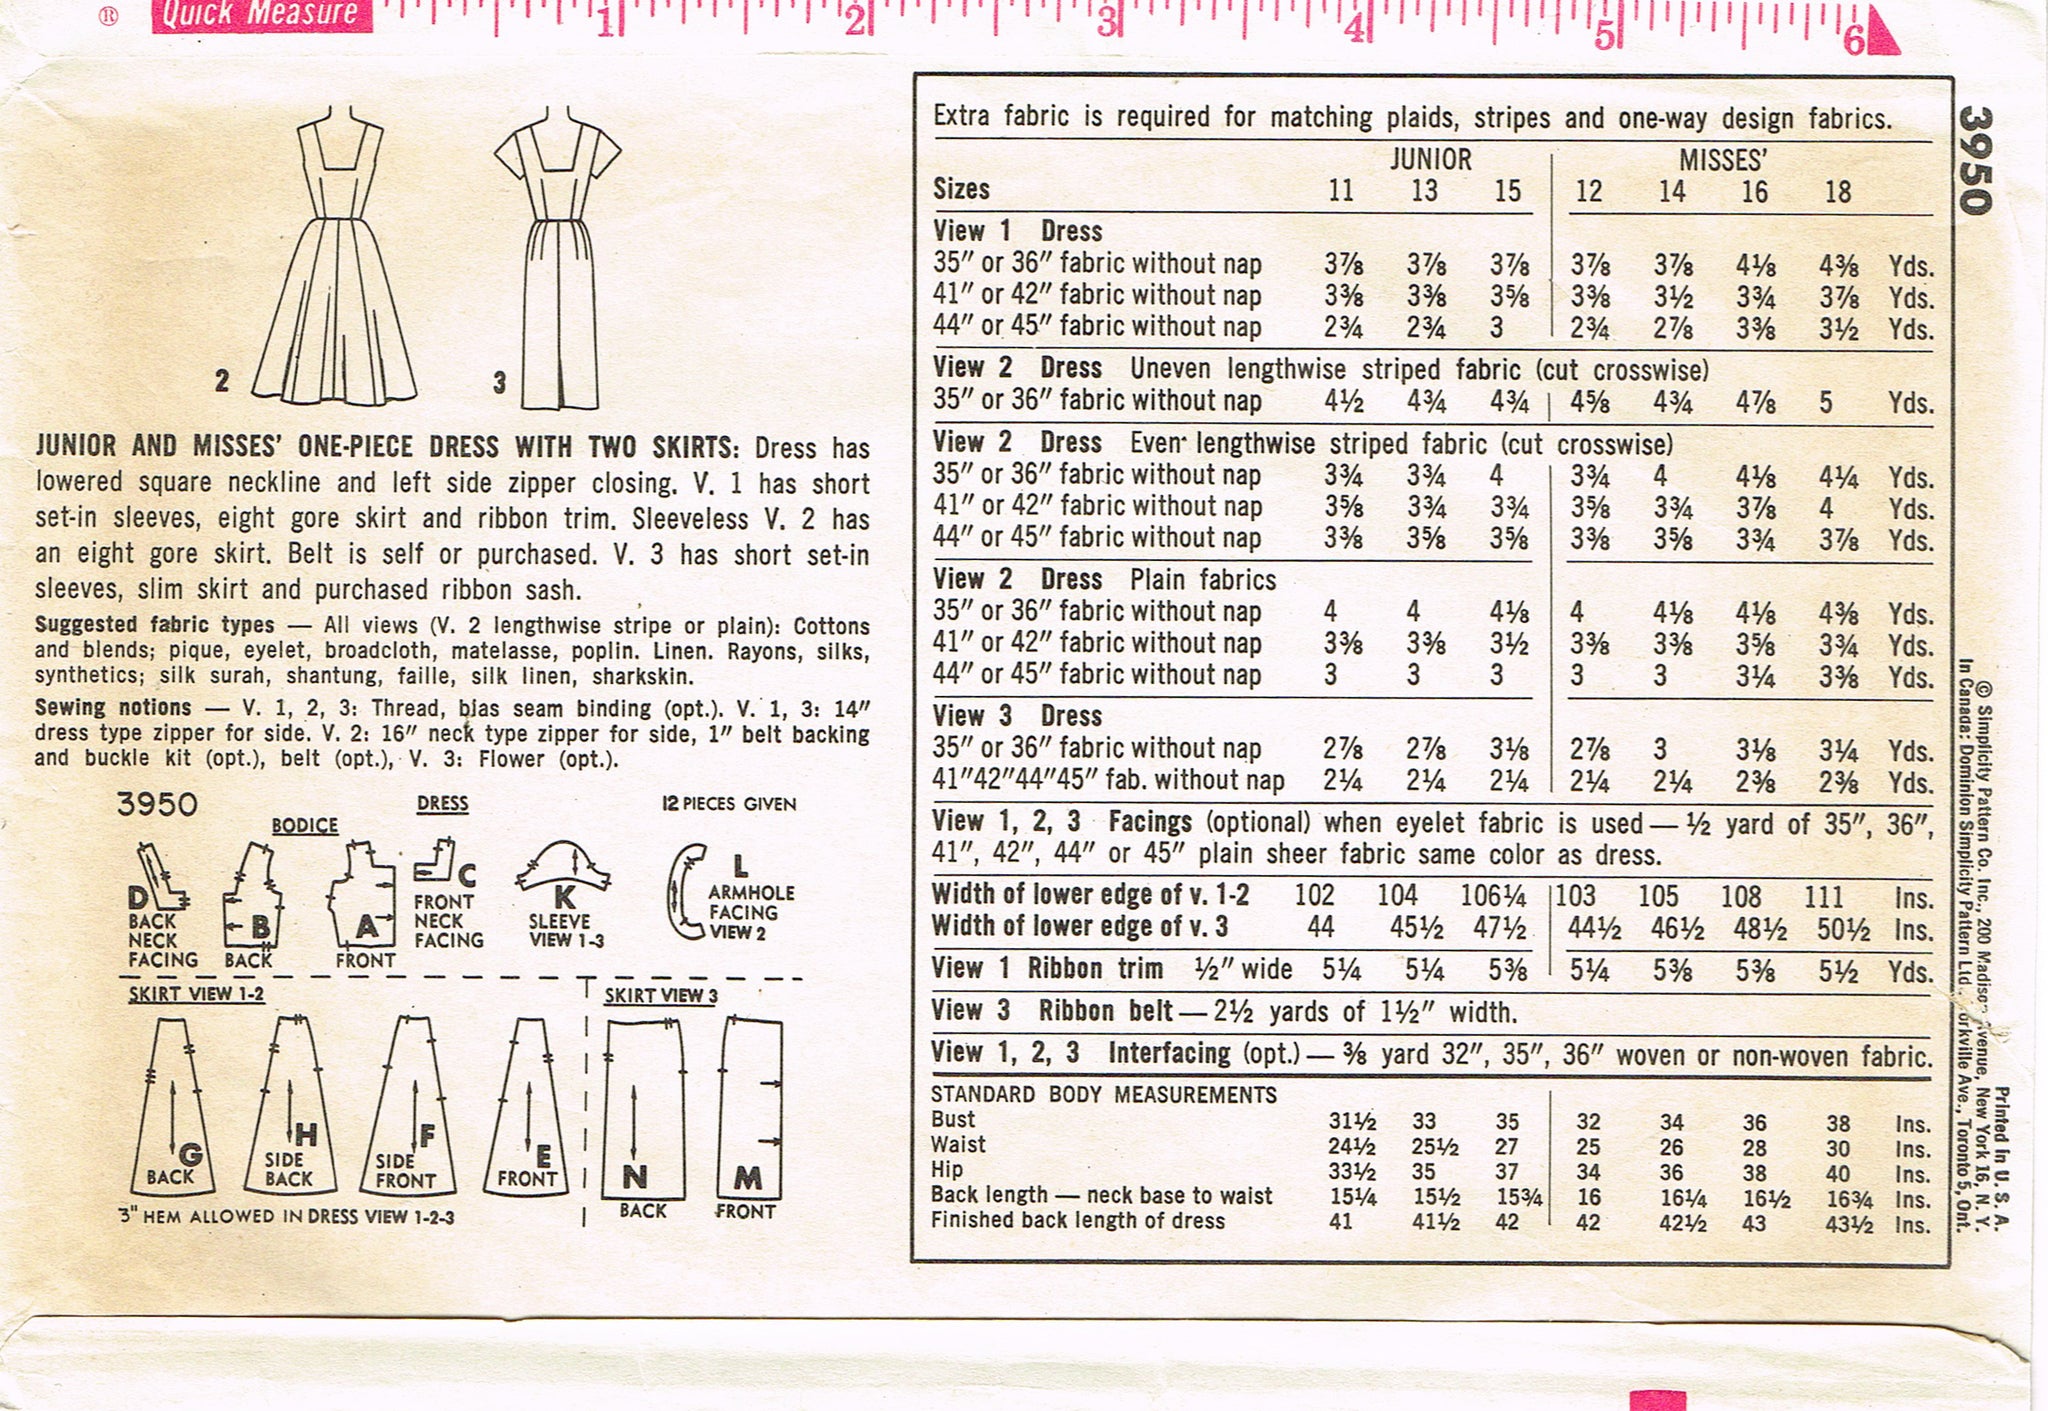 ® Quick Measure 1 2 3 4 5 6
2 3
JUNIOR AND MISSES' ONE-PIECE DRESS WITH TWO SKIRTS: Dress has
lowered square neckline and left side zipper closing. V. 1 has short
set-in sleeves, eight gore skirt and ribbon trim. Sleeveless V. 2 has
an eight gore skirt. Belt is self or purchased. V. 3 has short set-in
sleeves, slim skirt and purchased ribbon sash.
Suggested fabric types — All views (V. 2 lengthwise stripe or plain): Cottons
and blends; pique, eyelet, broadcloth, matelasse, poplin. Linen. Rayons, silks,
synthetics; silk surah, shantung, faille, silk linen, sharkskin.
Sewing notions — V. 1, 2, 3: Thread, bias seam binding (opt.). V. 1, 3: 14"
dress type zipper for side. V. 2: 16" neck type zipper for side, 1" belt backing
and buckle kit (opt.), belt (opt.), V. 3: Flower (opt.).
3950 DRESS 12 PIECES GIVEN
BODICE
D
BACK
NECK
FACING
B
BACK
A
FRONT
C
FRONT
NECK
FACING
K
SLEEVE
VIEW 1-3
L
ARMHOLE
FACING
VIEW 2
SKIRT VIEW 1-2
G
BACK
H
SIDE
BACK
F
SIDE
FRONT
E
FRONT
3" HEM ALLOWED IN DRESS VIEW 1-2-3
SKIRT VIEW 3
N
BACK
M
FRONT
Extra fabric is required for matching plaids, stripes and one-way design fabrics.
JUNIOR MISSES'
Sizes 11 13 15 12 14 16 18
View 1 Dress
35" or 36" fabric without nap 3⅞ 3⅞ 3⅞ 3⅞ 3⅞ 4⅛ 4⅜ Yds.
41" or 42" fabric without nap 3⅜ 3⅜ 3⅝ 3⅜ 3½ 3¾ 3⅞ Yds.
44" or 45" fabric without nap 2¾ 2¾ 3 2¾ 2⅞ 3⅜ 3½ Yds.
View 2 Dress Uneven lengthwise striped fabric (cut crosswise)
35" or 36" fabric without nap 4½ 4¾ 4¾ 4⅝ 4¾ 4⅞ 5 Yds.
View 2 Dress Even lengthwise striped fabric (cut crosswise)
35" or 36" fabric without nap 3¾ 3¾ 4 3¾ 4 4⅛ 4¼ Yds.
41" or 42" fabric without nap 3⅝ 3¾ 3¾ 3⅝ 3¾ 3⅞ 4 Yds.
44" or 45" fabric without nap 3⅜ 3⅝ 3⅝ 3⅜ 3⅝ 3¾ 3⅞ Yds.
View 2 Dress Plain fabrics
35" or 36" fabric without nap 4 4 4⅛ 4 4⅛ 4⅛ 4⅜ Yds.
41" or 42" fabric without nap 3⅜ 3⅜ 3½ 3⅜ 3⅜ 3⅝ 3¾ Yds.
44" or 45" fabric without nap 3 3 3 3 3 3¼ 3⅜ Yds.
View 3 Dress
35" or 36" fabric without nap 2⅞ 2⅞ 3⅛ 2⅞ 3 3⅛ 3¼ Yds.
41"42"44"45" fab. without nap 2¼ 2¼ 2¼ 2¼ 2¼ 2⅜ 2⅜ Yds.
View 1, 2, 3 Facings (optional) when eyelet fabric is used — ½ yard of 35", 36",
41", 42", 44" or 45" plain sheer fabric same color as dress.
Width of lower edge of v. 1-2 102 104 106¼ 103 105 108 111 Ins.
Width of lower edge of v. 3 44 45½ 47½ 44½ 46½ 48½ 50½ Ins.
View 1 Ribbon trim ½" wide 5¼ 5¼ 5⅜ 5¼ 5⅜ 5⅜ 5½ Yds.
View 3 Ribbon belt — 2½ yards of 1½" width.
View 1, 2, 3 Interfacing (opt.) — ⅜ yard 32", 35", 36" woven or non-woven fabric.
STANDARD BODY MEASUREMENTS
Bust 31½ 33 35 32 34 36 38 Ins.
Waist 24½ 25½ 27 25 26 28 30 Ins.
Hip 33½ 35 37 34 36 38 40 Ins.
Back length — neck base to waist 15¼ 15½ 15¾ 16 16¼ 16½ 16¾ Ins.
Finished back length of dress 41 41½ 42 42 42½ 43 43½ Ins.
3950
© Simplicity Pattern Co. Inc., 200 Madison Avenue, New York 16, N. Y.
In Canada: Dominion Simplicity Pattern Ltd. Ave., Toronto 5, Ont.
Printed in U. S. A.